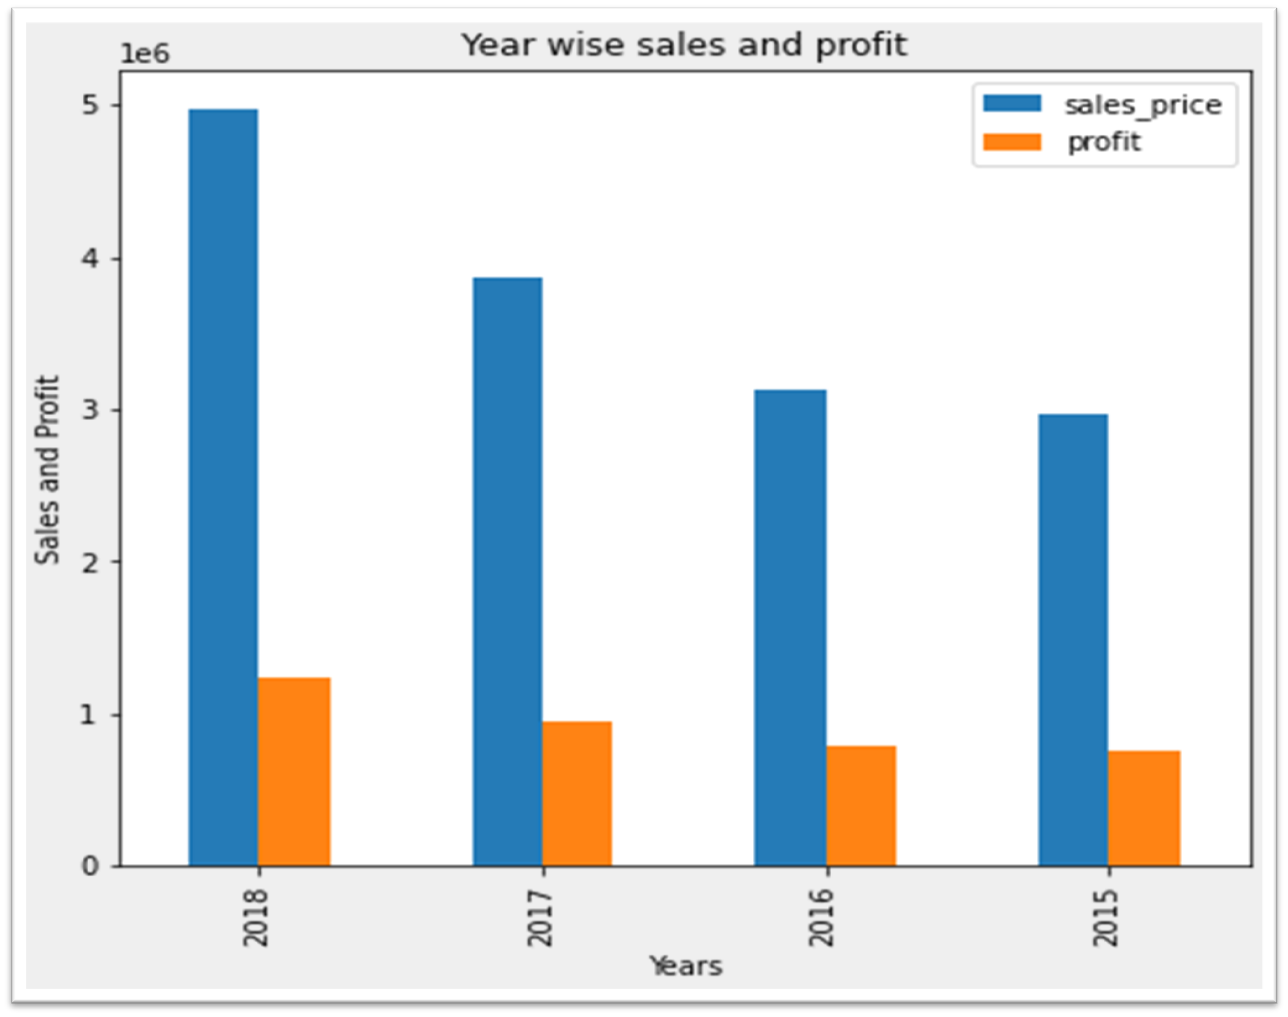 Year wise sales and profit
1e6
sales_price
profit
5
4
3
2
1
0
Sales and Profit
2018
2017
2016
2015
Years